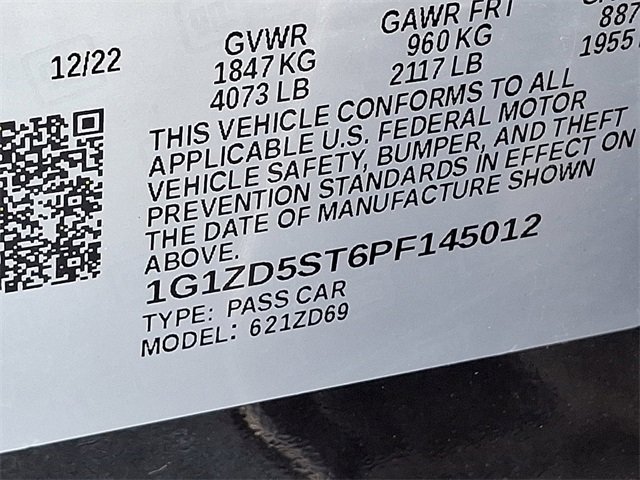 12/22
GVWR
1847 KG
4073 LB
GAWR FRT
960 KG
2117 LB
887
1955
THIS VEHICLE CONFORMS TO ALL
APPLICABLE U.S. FEDERAL MOTOR
VEHICLE SAFETY, BUMPER, AND THEFT
PREVENTION STANDARDS IN EFFECT ON
THE DATE OF MANUFACTURE SHOWN
ABOVE.
1G1ZD5ST6PF145012
TYPE: PASS CAR
MODEL: 621ZD69